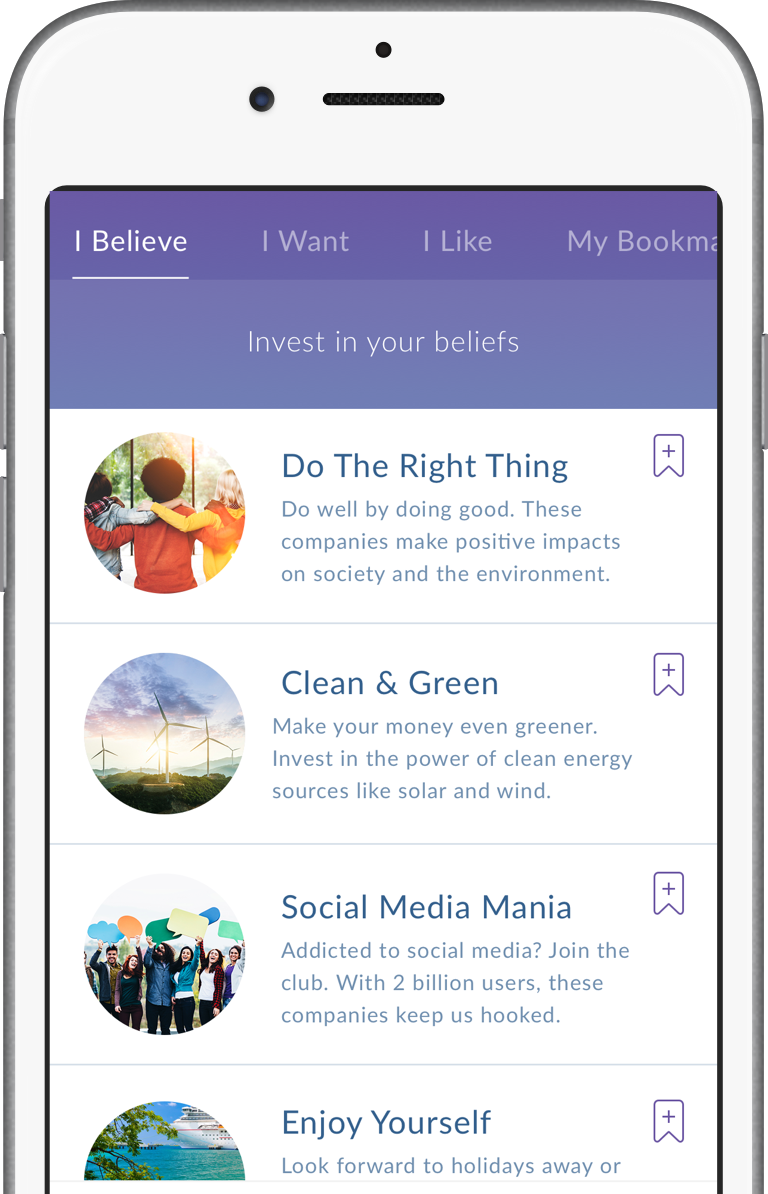 I Believe I Want I Like My Bookma
Invest in your beliefs
Do The Right Thing
Do well by doing good. These
companies make positive impacts
on society and the environment.
Clean & Green
Make your money even greener.
Invest in the power of clean energy
sources like solar and wind.
Social Media Mania
Addicted to social media? Join the
club. With 2 billion users, these
companies keep us hooked.
Enjoy Yourself
Look forward to holidays away or